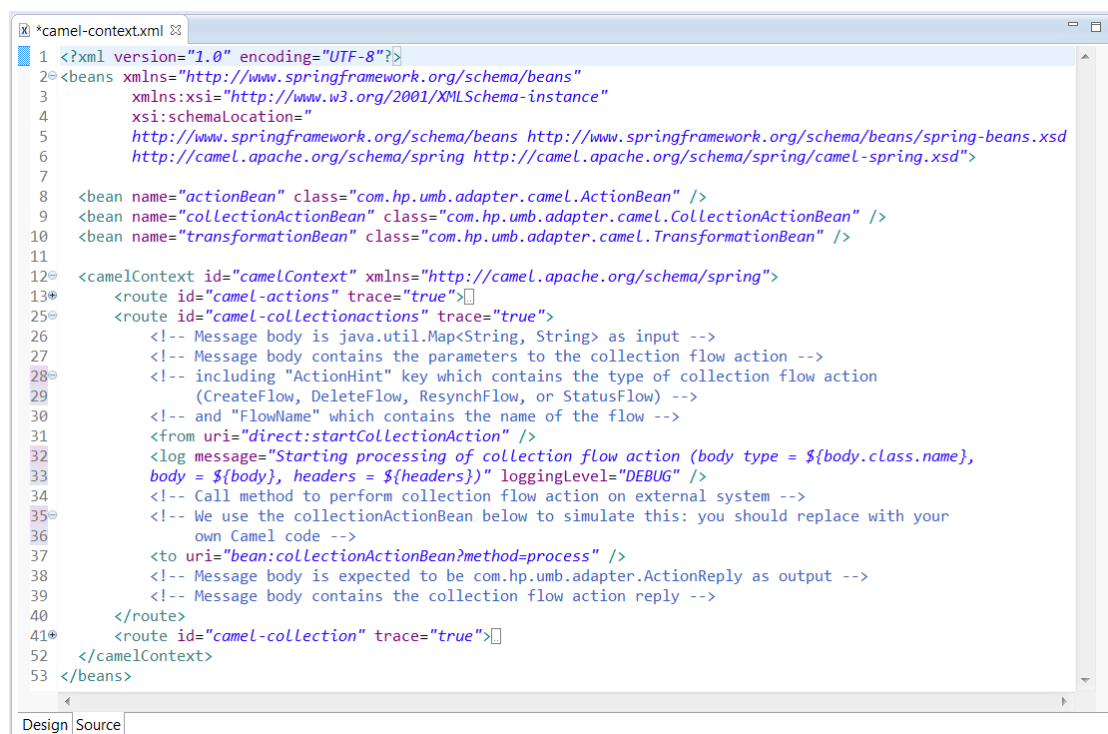 *camel-context.xml
1 <?xml version="1.0" encoding="UTF-8"?>
2 <beans xmlns="http://www.springframework.org/schema/beans"
3 xmlns:xsi="http://www.w3.org/2001/XMLSchema-instance"
4 xsi:schemaLocation="
5 http://www.springframework.org/schema/beans http://www.springframework.org/schema/beans/spring-beans.xsd
6 http://camel.apache.org/schema/spring http://camel.apache.org/schema/spring/camel-spring.xsd">
7
8 <bean name="actionBean" class="com.hp.umb.adapter.camel.ActionBean" />
9 <bean name="collectionActionBean" class="com.hp.umb.adapter.camel.CollectionActionBean" />
10 <bean name="transformationBean" class="com.hp.umb.adapter.camel.TransformationBean" />
11
12 <camelContext id="camelContext" xmlns="http://camel.apache.org/schema/spring">
13 <route id="camel-actions" trace="true">
25 <route id="camel-collectionactions" trace="true">
26 <!-- Message body is java.util.Map<String, String> as input -->
27 <!-- Message body contains the parameters to the collection flow action -->
28 <!-- including "ActionHint" key which contains the type of collection flow action
29 (CreateFlow, DeleteFlow, ResynchFlow, or StatusFlow) -->
30 <!-- and "FlowName" which contains the name of the flow -->
31 <from uri="direct:startCollectionAction" />
32 <log message="Starting processing of collection flow action (body type = ${body.class.name},
33 body = ${body}, headers = ${headers})" loggingLevel="DEBUG" />
34 <!-- Call method to perform collection flow action on external system -->
35 <!-- We use the collectionActionBean below to simulate this: you should replace with your
36 own Camel code -->
37 <to uri="bean:collectionActionBean?method=process" />
38 <!-- Message body is expected to be com.hp.umb.adapter.ActionReply as output -->
39 <!-- Message body contains the collection flow action reply -->
40 </route>
41 <route id="camel-collection" trace="true">
52 </camelContext>
53 </beans>
Design Source